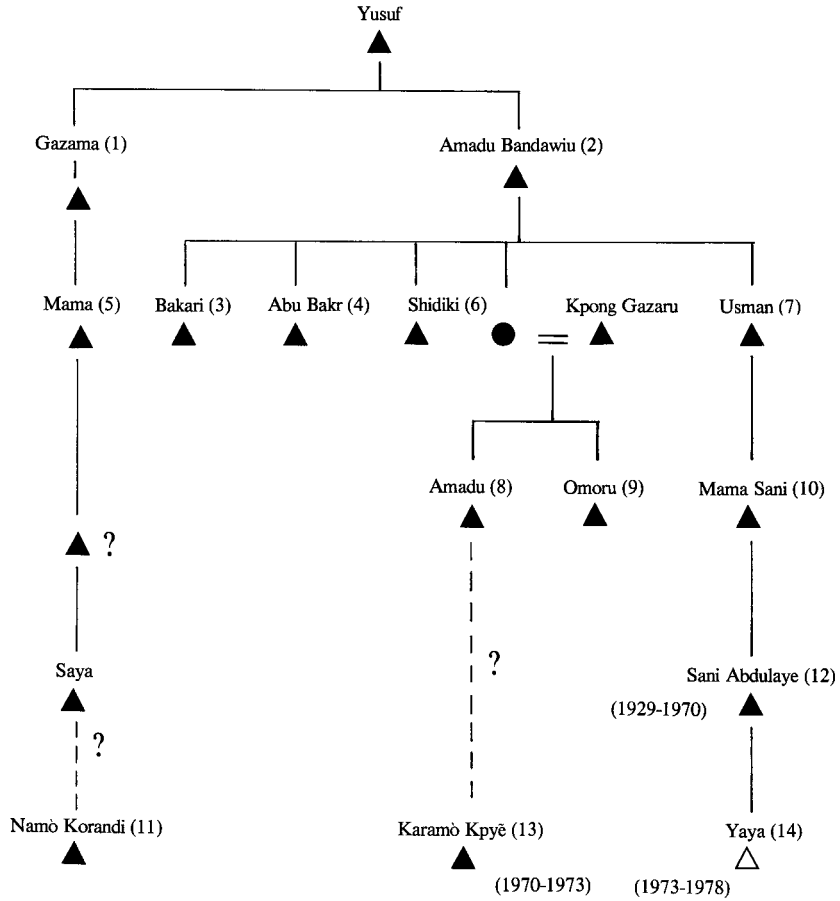 Yusuf
Gazama (1)
Amadu Bandawiu (2)
Mama (5)
Bakari (3)
Abu Bakr (4)
Shidiki (6)
Kpong Gazaru
Usman (7)
Amadu (8)
Omoru (9)
Mama Sani (10)
?
?
Saya
Sani Abdulaye (12)
(1929-1970)
?
Namò Korandi (11)
Karamò Kpyẽ (13)
Yaya (14)
(1970-1973)
(1973-1978)